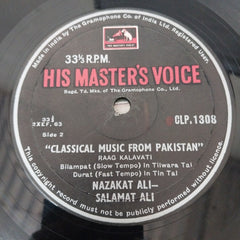 Made in India by The Gramophone Co. of India Ltd.
33⅓ R.P.M.
HIS MASTER'S VOICE
Regd. Td. Mks. of The Gramophone Co., Ltd.
33⅓
2XEF. 63
Side 2
CLP. 1308
"CLASSICAL MUSIC FROM PAKISTAN"
RAAG KALAVATI
Bilampat (Slow Tempo) In Tilwara Tal
Durat (Fast Tempo) In Tin Tal
NAZAKAT ALI—
SALAMAT ALI
This copyright record must not be publicly performed without licence.